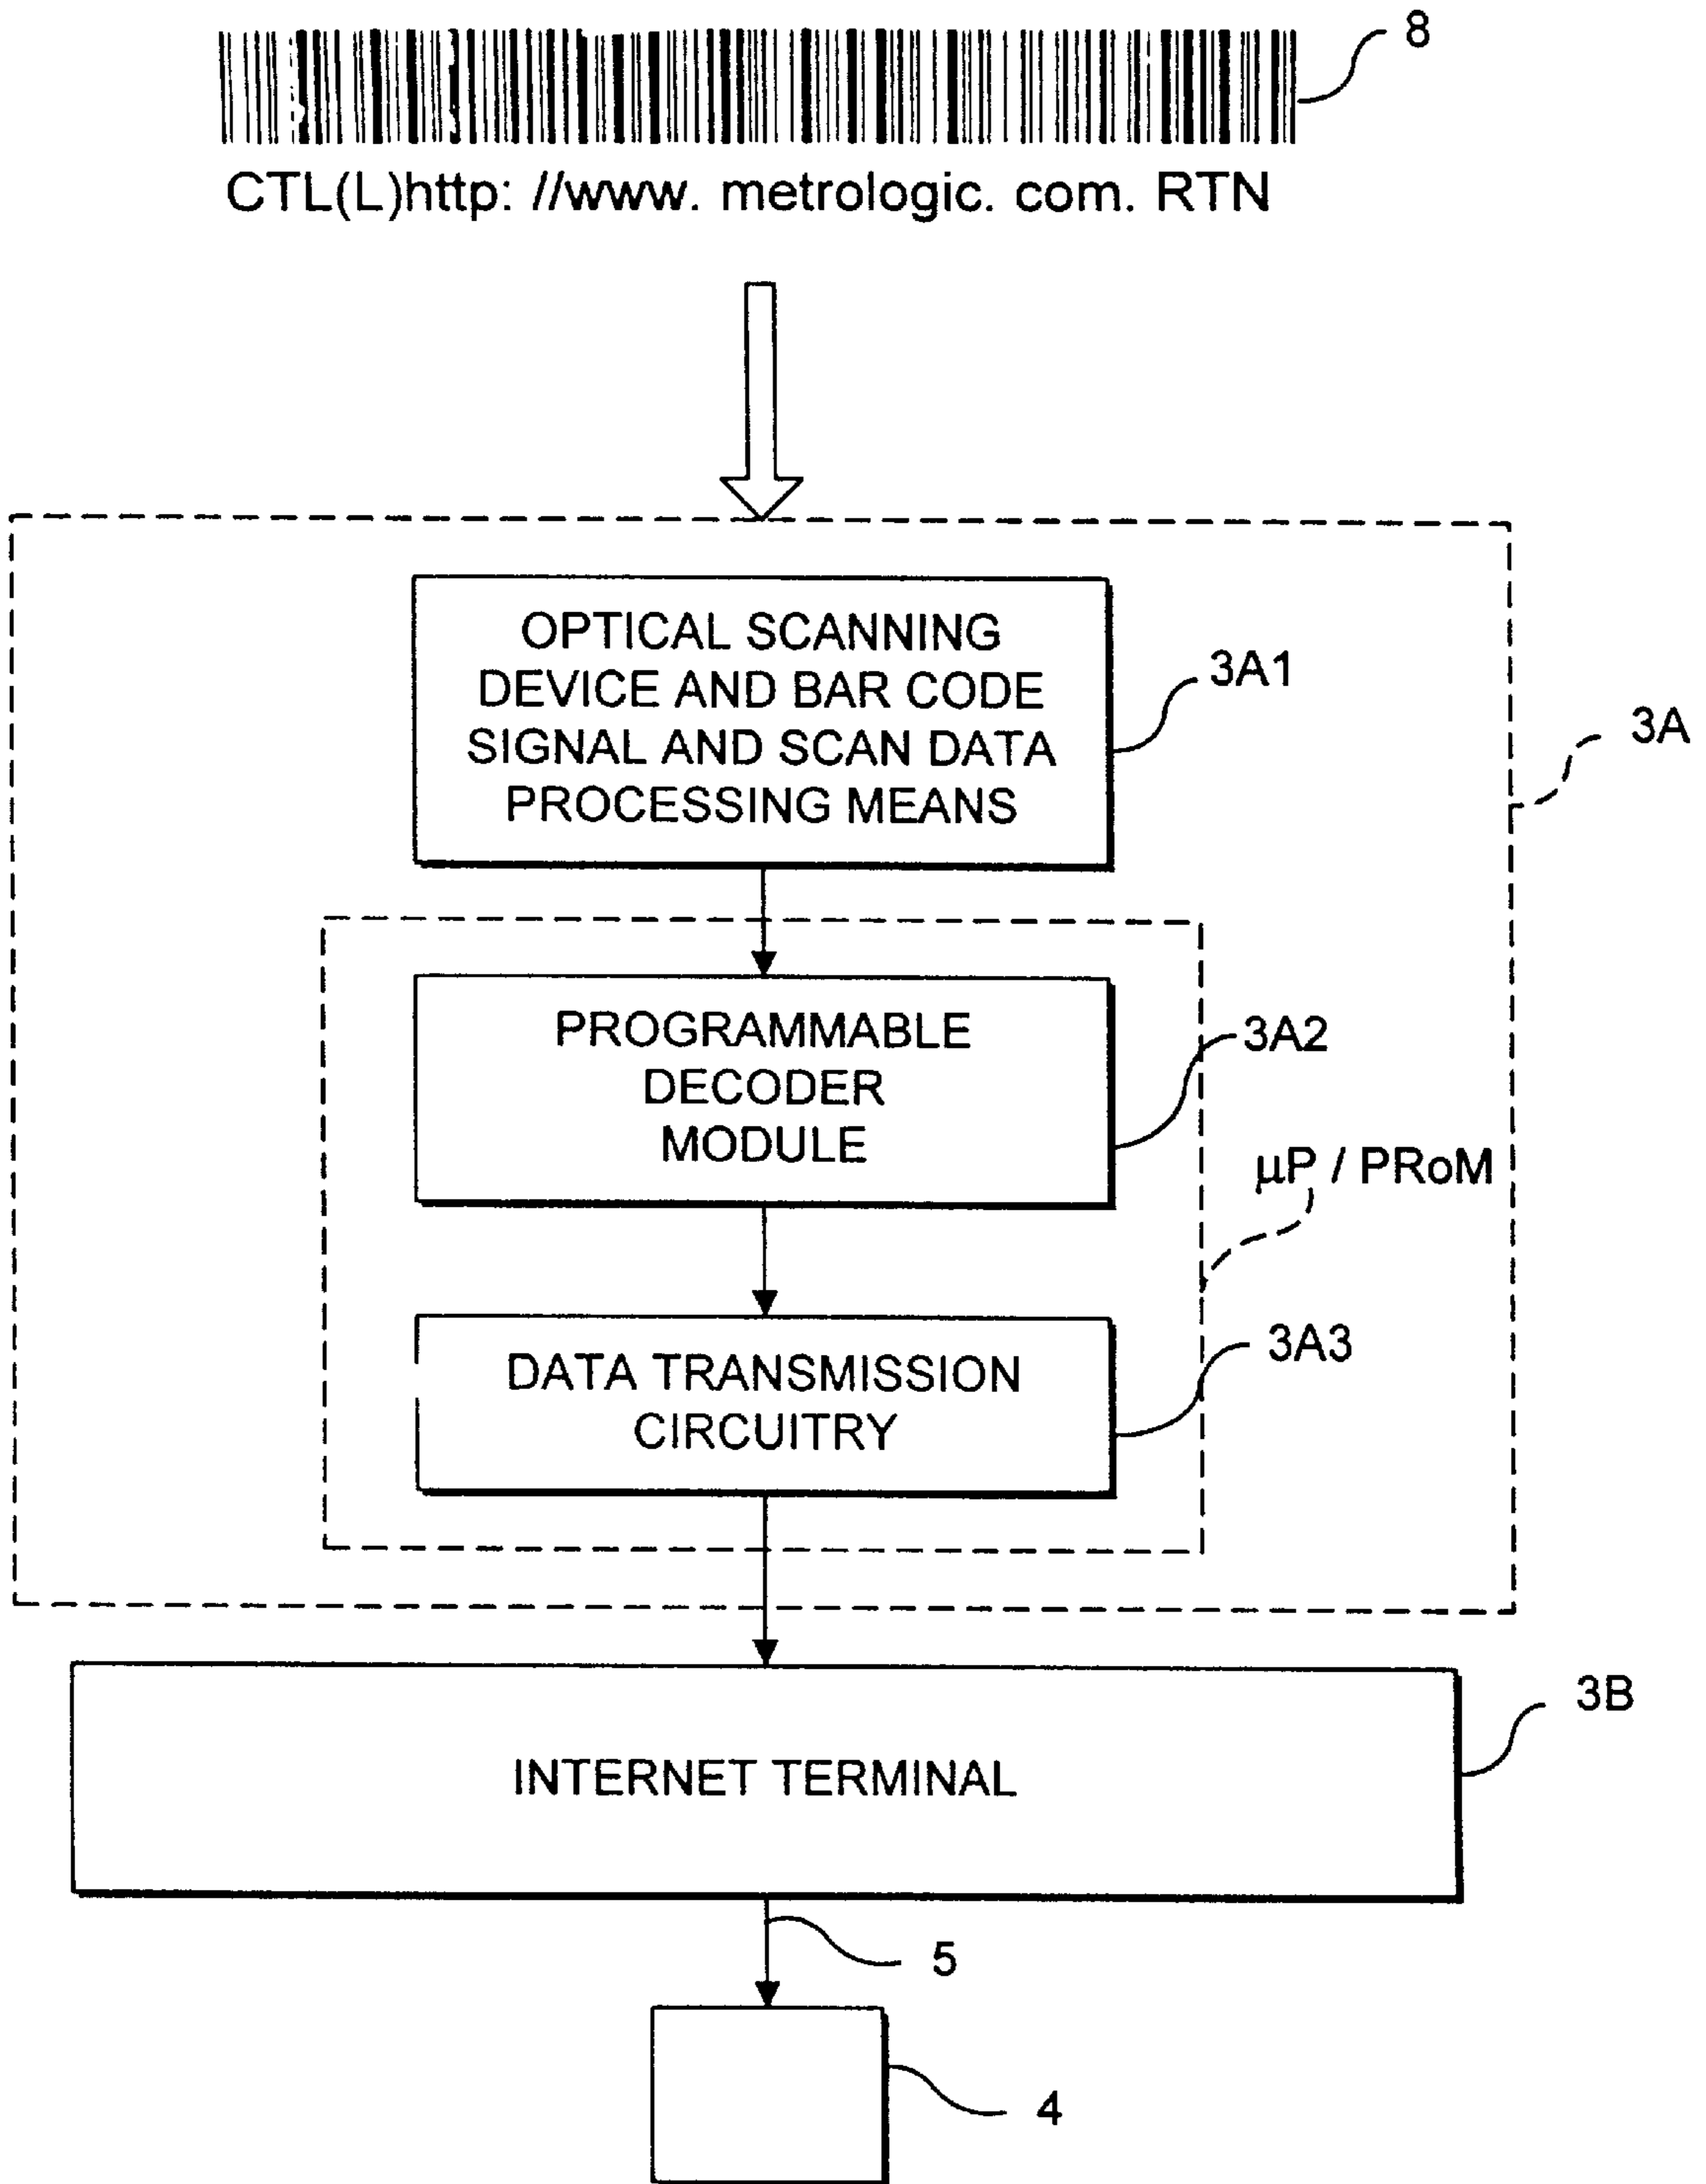 8
CTL(L)http: //www. metrologic. com. RTN
OPTICAL SCANNING
DEVICE AND BAR CODE
SIGNAL AND SCAN DATA
PROCESSING MEANS
3A1
3A
PROGRAMMABLE
DECODER
MODULE
3A2
µP / PRoM
DATA TRANSMISSION
CIRCUITRY
3A3
INTERNET TERMINAL
3B
5
4